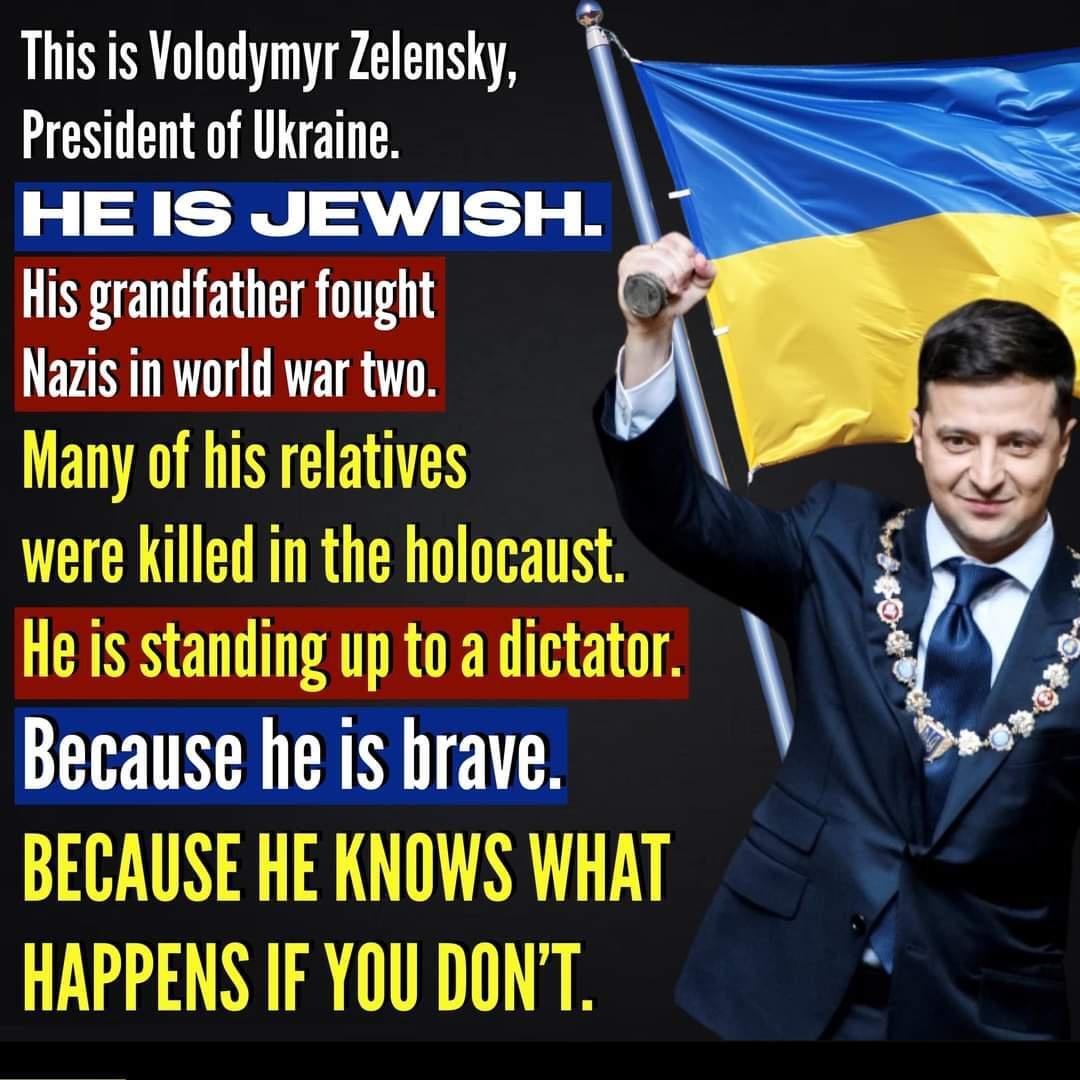 This is Volodymyr Zelensky,
President of Ukraine.
HE IS JEWISH.
His grandfather fought
Nazis in world war two.
Many of his relatives
were killed in the holocaust.
He is standing up to a dictator.
Because he is brave.
BECAUSE HE KNOWS WHAT
HAPPENS IF YOU DON'T.